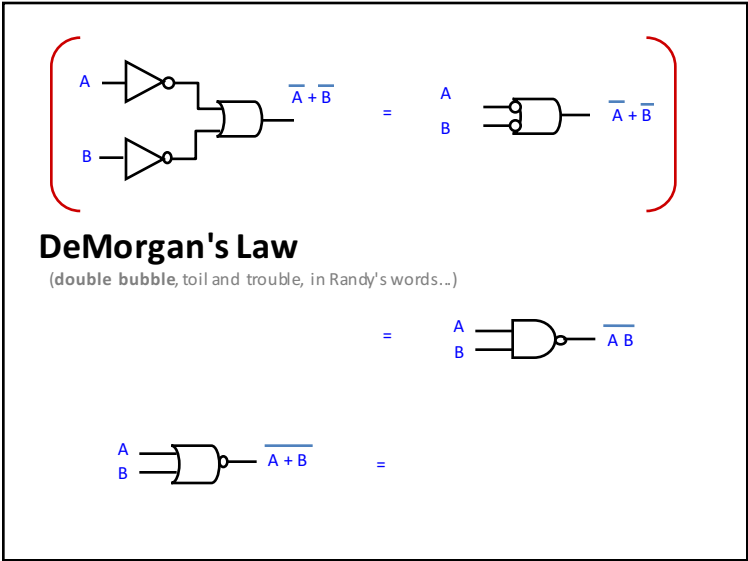 A
A̅ + B̅
=
A
B
A̅ + B̅
B
DeMorgan's Law
(double bubble, toil and trouble, in Randy's words...)
=
A
B
A̅ ̅B̅
A
B
A̅ ̅+̅ ̅B̅
=